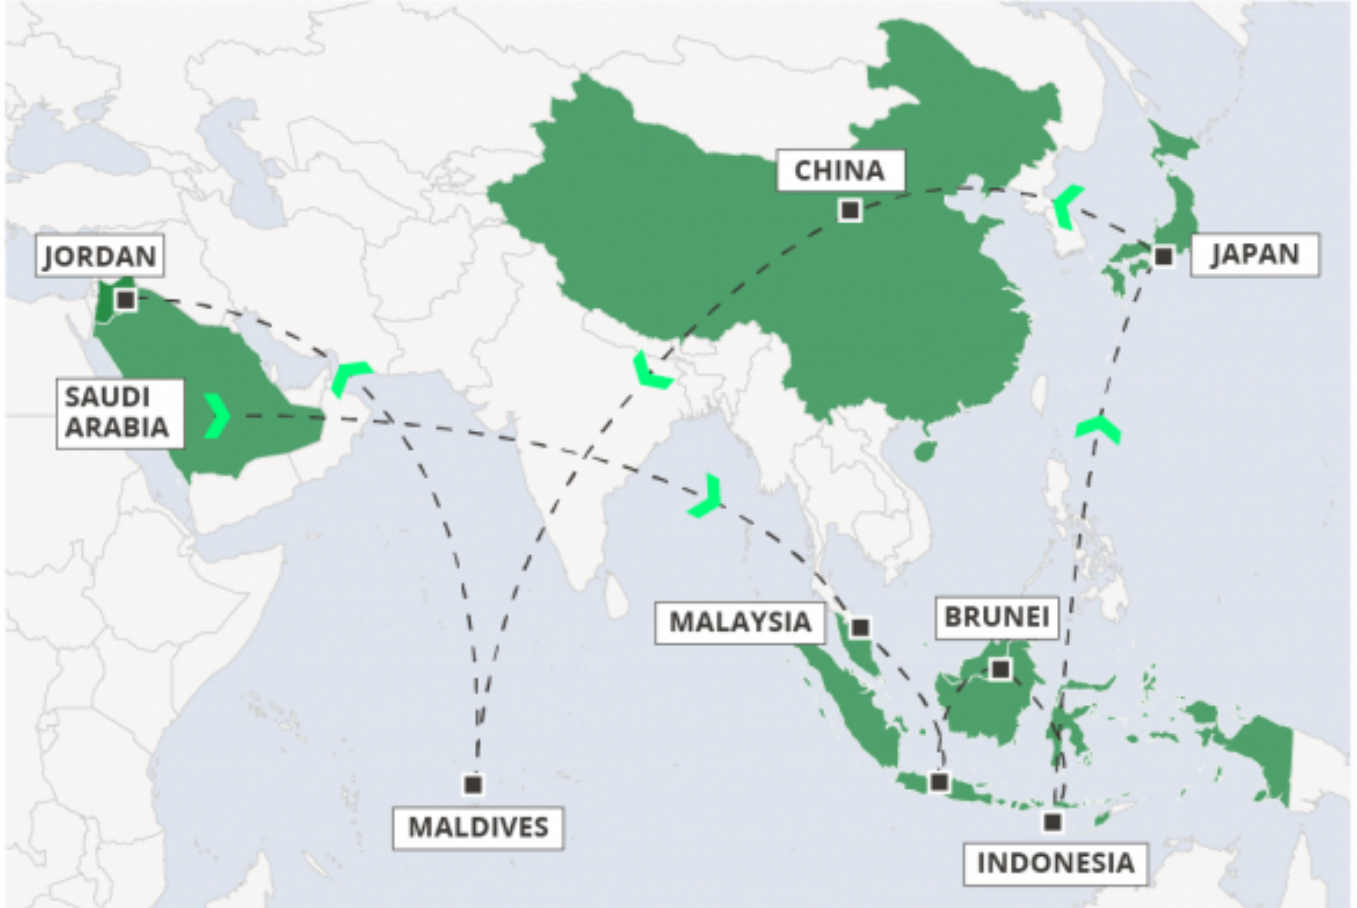 CHINA
JORDAN
JAPAN
SAUDI
ARABIA
MALAYSIA
BRUNEI
MALDIVES
INDONESIA